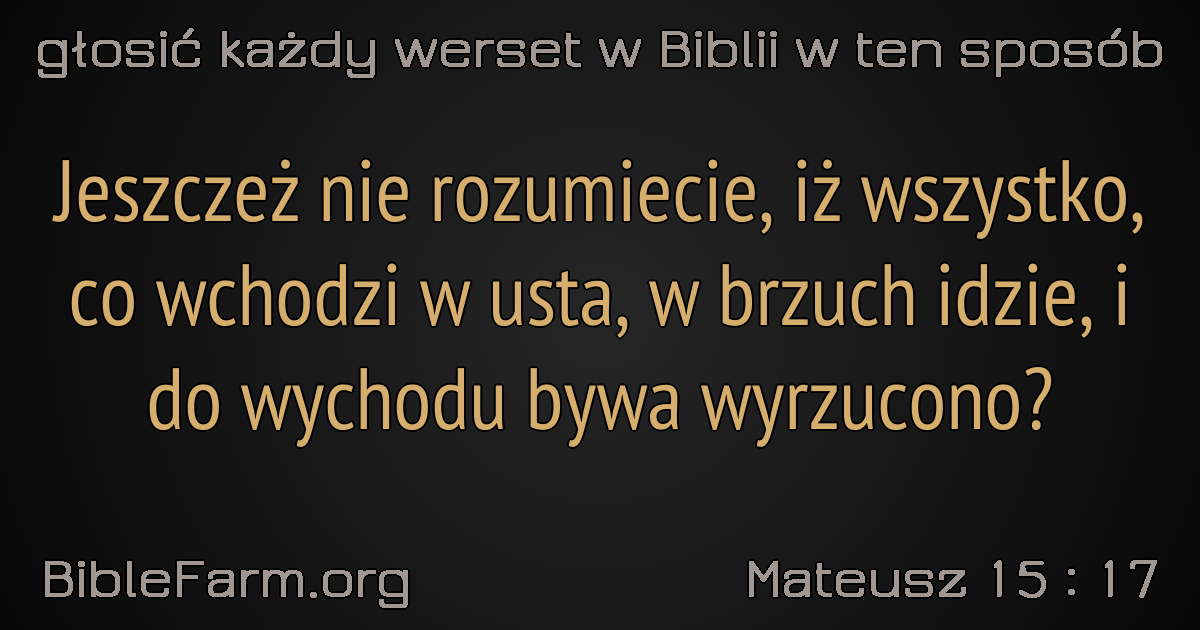 głosić każdy werset w Biblii w ten sposób
Jeszczeż nie rozumiecie, iż wszystko,
co wchodzi w usta, w brzuch idzie, i
do wychodu bywa wyrzucono?
BibleFarm.org
Mateusz 15 : 17